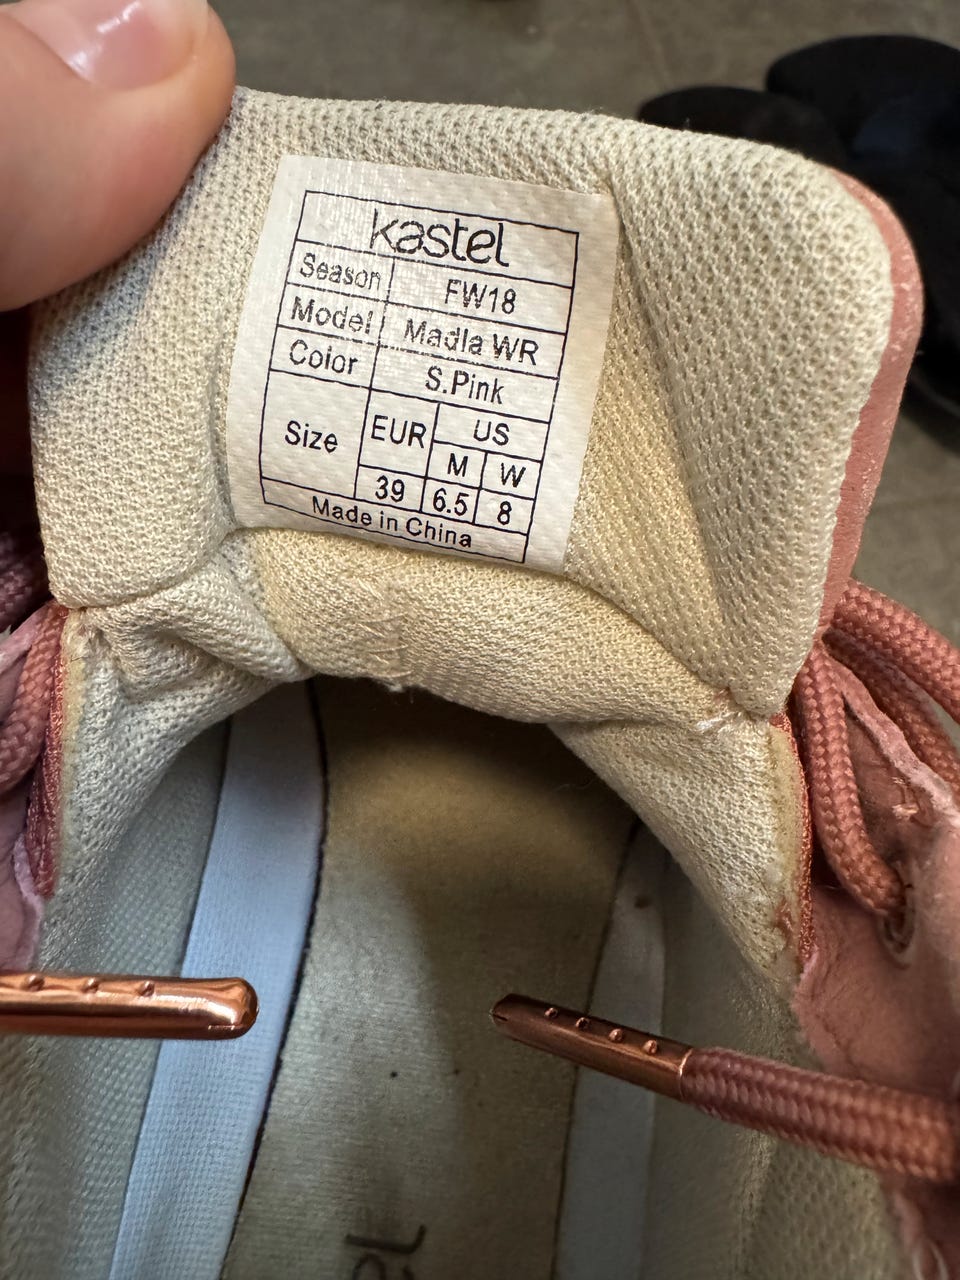 kastel
Season FW18
Model Madla WR
Color S.Pink
Size EUR US
M W
39 6.5 8
Made in China